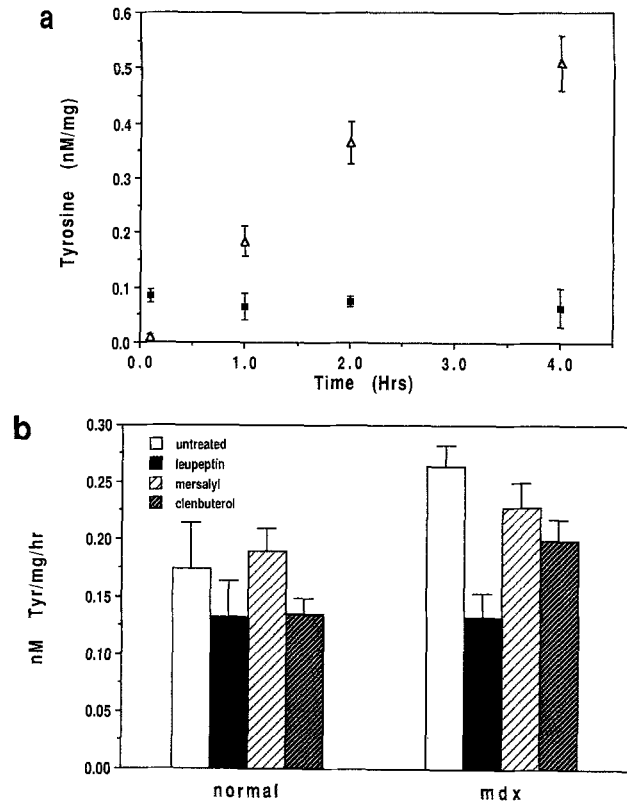 a
Tyrosine (nM/mg)
0.6
0.5
0.4
0.3
0.2
0.1
0.0
0.0 1.0 2.0 3.0 4.0
Time (Hrs)
b
nM Tyr/mg/hr
0.30
0.25
0.20
0.15
0.10
0.05
0.00
untreated
leupeptin
mersalyl
clenbuterol
normal mdx